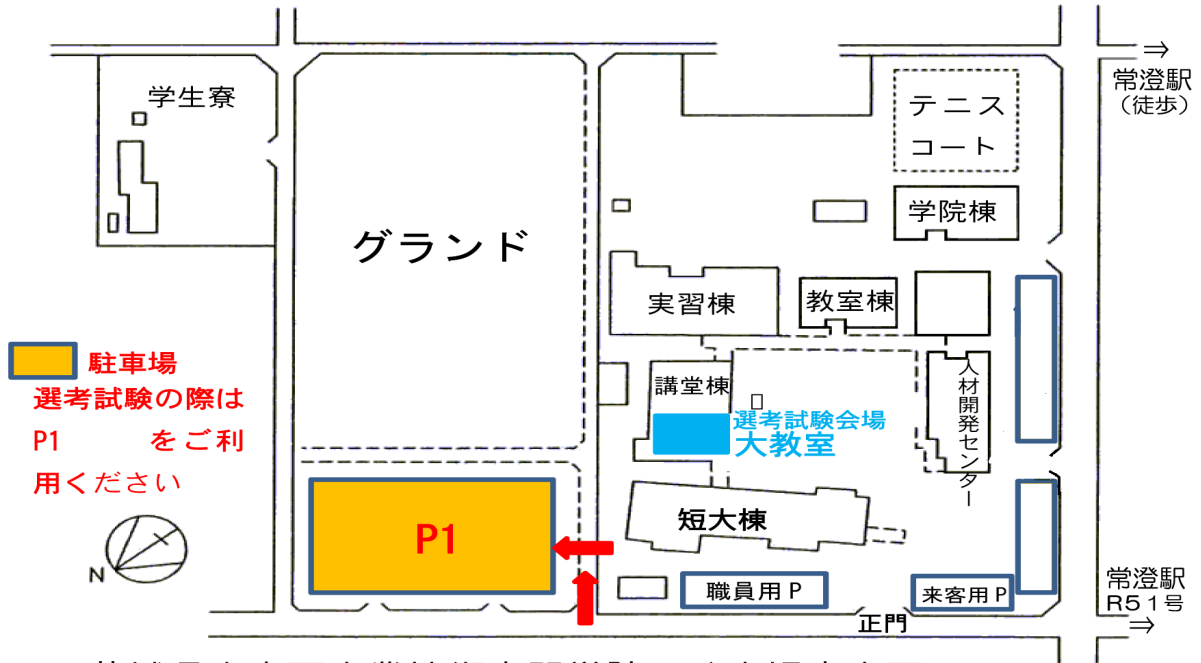 ⇒
常澄駅
（徒歩）
学生寮
テニス
コート
学院棟
グランド
実習棟
教室棟
駐車場
選考試験の際は
P1 をご利
用ください
講堂棟
人材開発センター
選考試験会場
大教室
短大棟
P1
N
職員用P
来客用P
常澄駅
R51号
⇒
正門